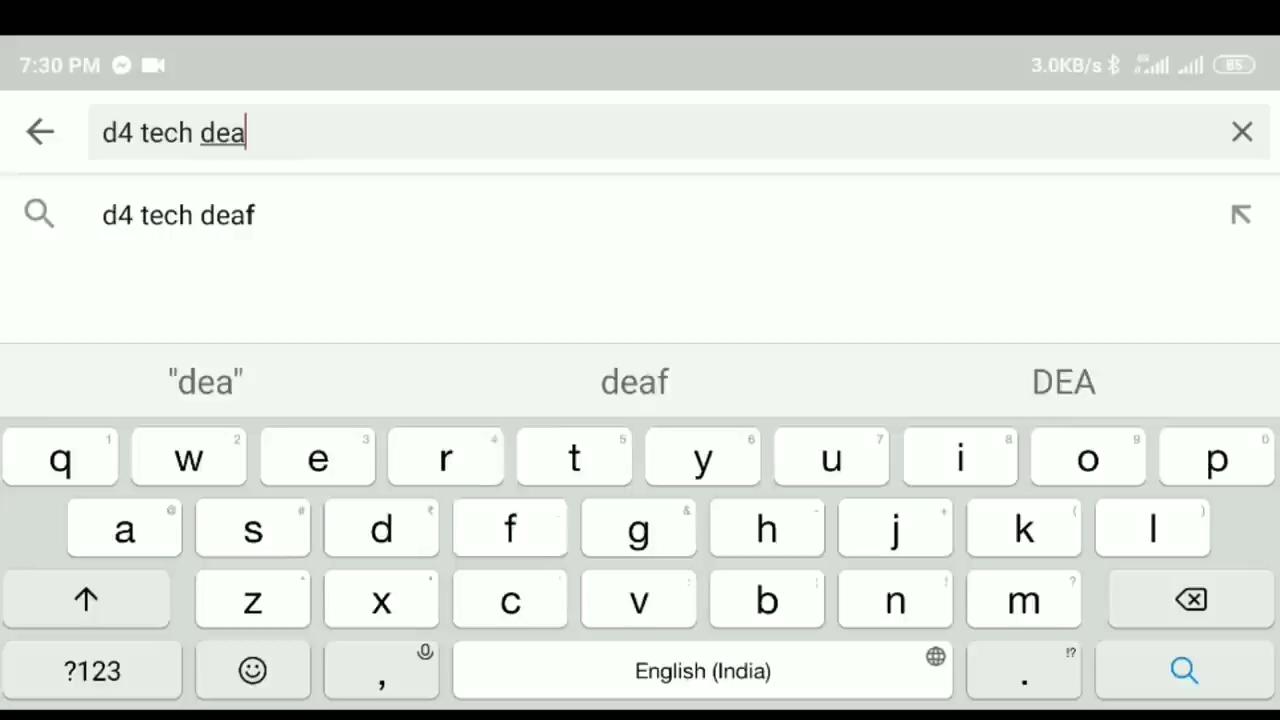 7:30 PM 3.0KB/s 85
d4 tech dea
d4 tech deaf
"dea" deaf DEA
q 1 w 2 e 3 r 4 t 5 y 6 u 7 i 8 o 9 p 0
a @ s # d ₹ f g & h - j + k ( l )
z x c v b n m ?
?123 , English (India) . !?